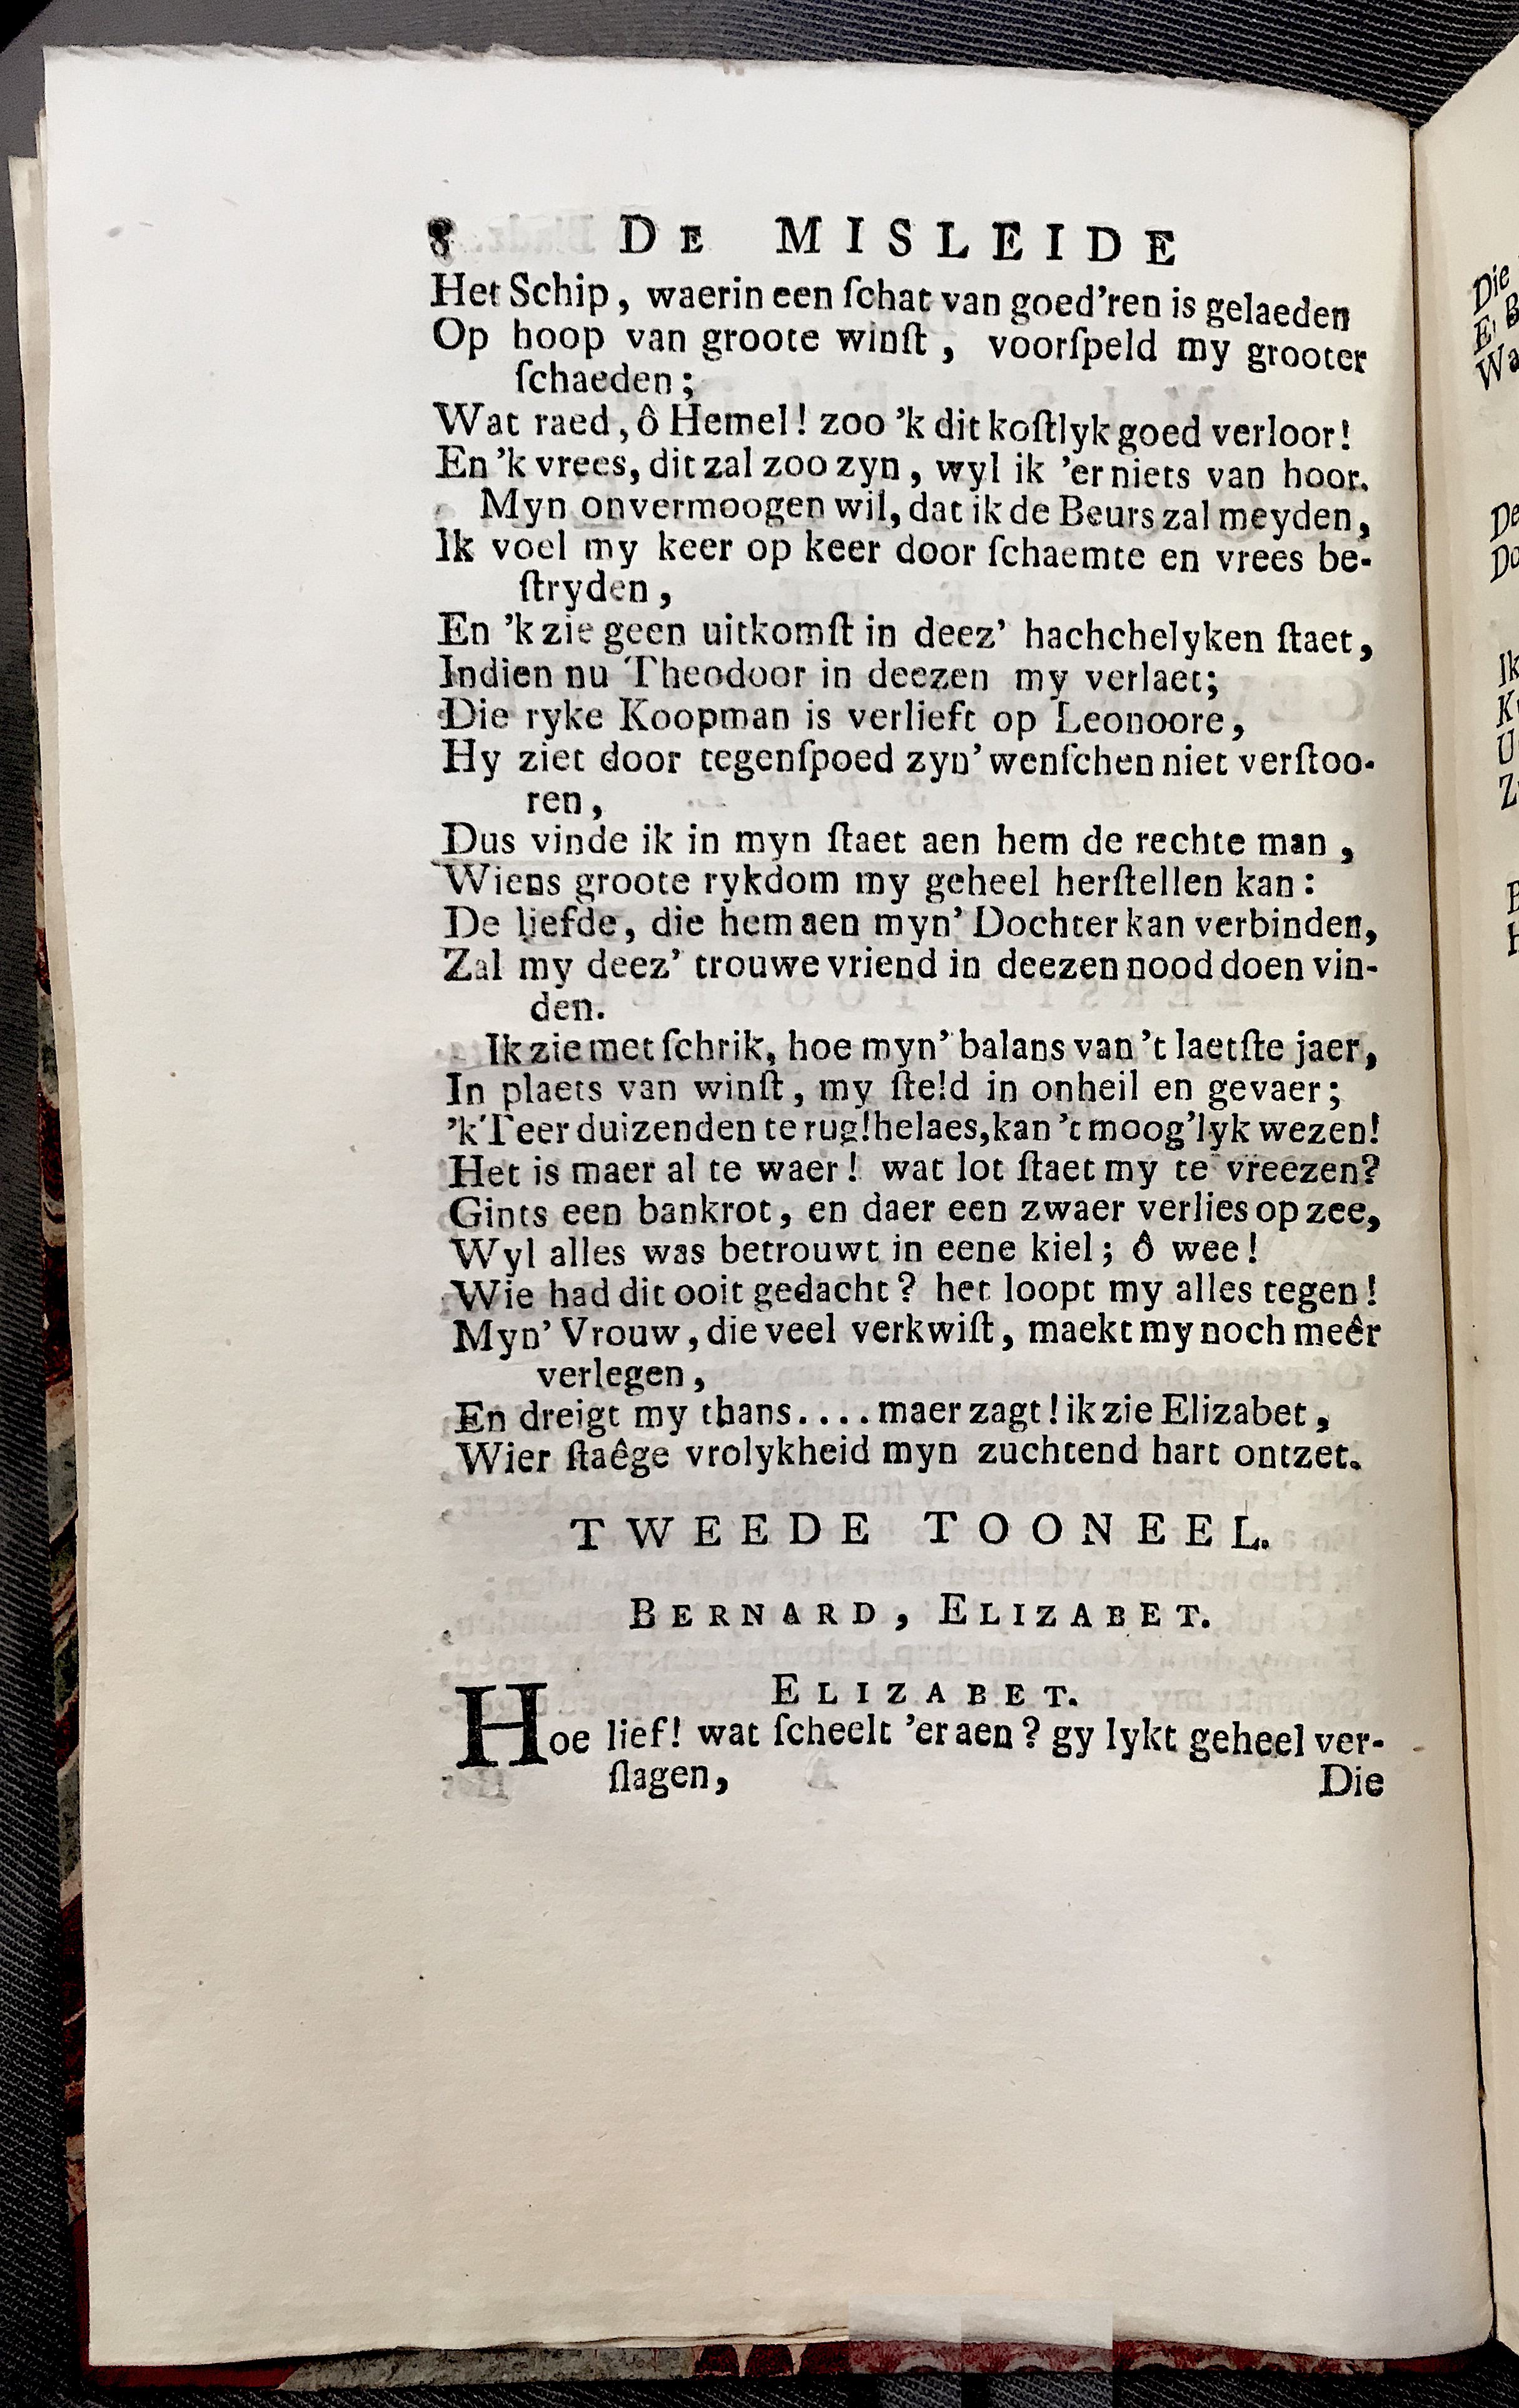 8 DE MISLEIDE
Het Schip, waerin een ſchat van goed'ren is gelaeden
Op hoop van groote winſt, voorſpeld my grooter
ſchaeden;
Wat raed, ô Hemel! zoo 'k dit koſtlyk goed verloor!
En 'k vrees, dit zal zoo zyn, wyl ik 'er niets van hoor.
Myn onvermoogen wil, dat ik de Beurs zal meyden,
Ik voel my keer op keer door ſchaemte en vrees be-
ſtryden,
En 'k zie geen uitkomſt in deez' hachchelyken ſtaet,
Indien nu Theodoor in deezen my verlaet;
Die ryke Koopman is verlieft op Leonoore,
Hy ziet door tegenſpoed zyn' wenſchen niet verſtoo-
ren,
Dus vinde ik in myn ſtaet aen hem de rechte man,
Wiens groote rykdom my geheel herſtellen kan:
De liefde, die hem aen myn' Dochter kan verbinden,
Zal my deez' trouwe vriend in deezen nood doen vin-
den.
Ik zie met ſchrik, hoe myn' balans van 't laetſte jaer,
In plaets van winſt, my ſteld in onheil en gevaer;
'k Teer duizenden te rug! helaes, kan 't moog'lyk wezen!
Het is maer al te waer! wat lot ſtaet my te vreezen?
Gints een bankrot, en daer een zwaer verlies op zee,
Wyl alles was betrouwt in eene kiel; ô wee!
Wie had dit ooit gedacht? het loopt my alles tegen!
Myn' Vrouw, die veel verkwiſt, maekt my noch meêr
verlegen,
En dreigt my thans.... maer zagt! ik zie Elizabet,
Wier ſtaêge vrolykheid myn zuchtend hart ontzet.
TWEEDE TOONEEL.
BERNARD, ELIZABET.
ELIZABET.
Hoe lief! wat ſcheelt 'er aen? gy lykt geheel ver-
ſlagen,
Die